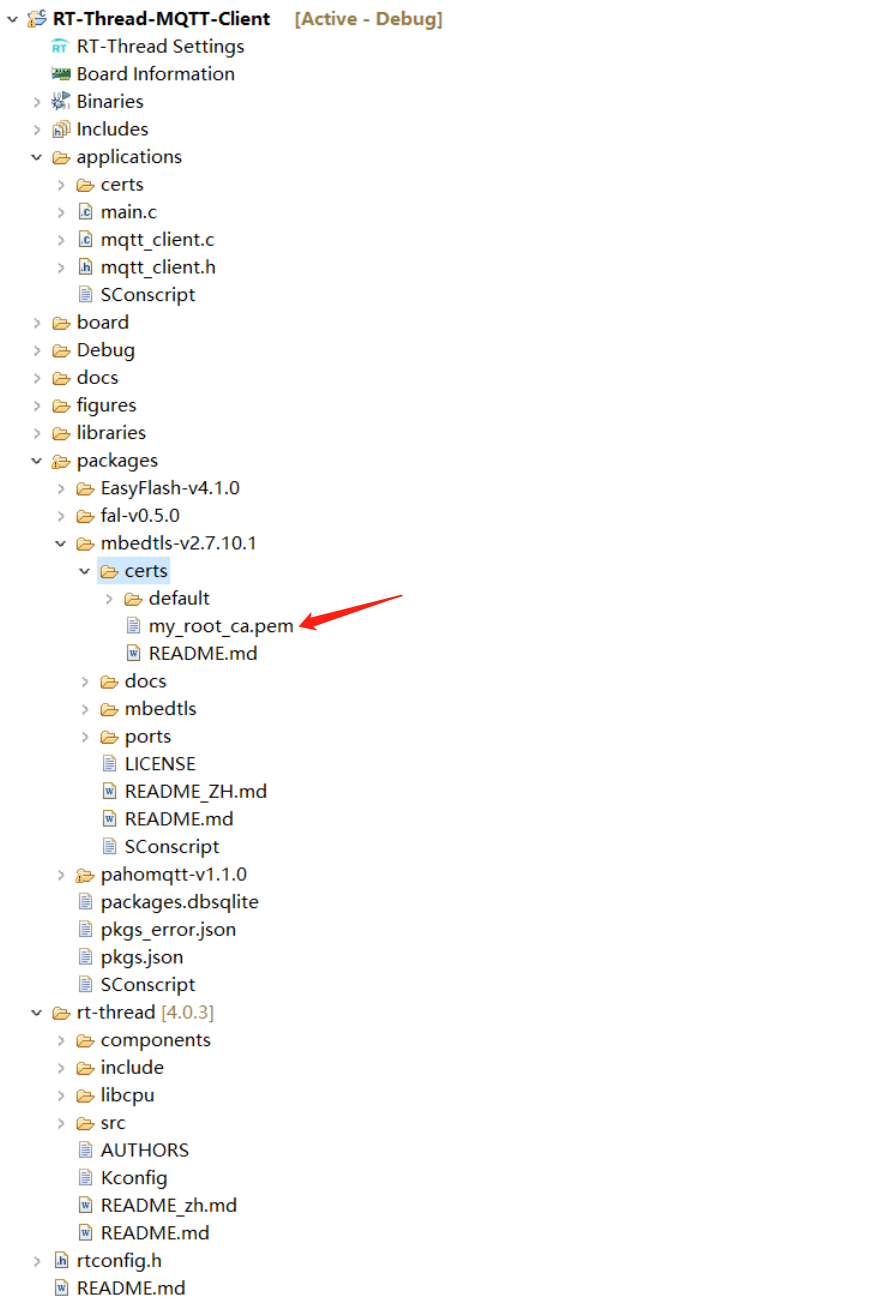 RT-Thread-MQTT-Client [Active - Debug]
RT-Thread Settings
Board Information
Binaries
Includes
applications
certs
main.c
mqtt_client.c
mqtt_client.h
SConscript
board
Debug
docs
figures
libraries
packages
EasyFlash-v4.1.0
fal-v0.5.0
mbedtls-v2.7.10.1
certs
default
my_root_ca.pem
README.md
docs
mbedtls
ports
LICENSE
README_ZH.md
README.md
SConscript
pahomqtt-v1.1.0
packages.dbsqlite
pkgs_error.json
pkgs.json
SConscript
rt-thread [4.0.3]
components
include
libcpu
src
AUTHORS
Kconfig
README_zh.md
README.md
rtconfig.h
README.md